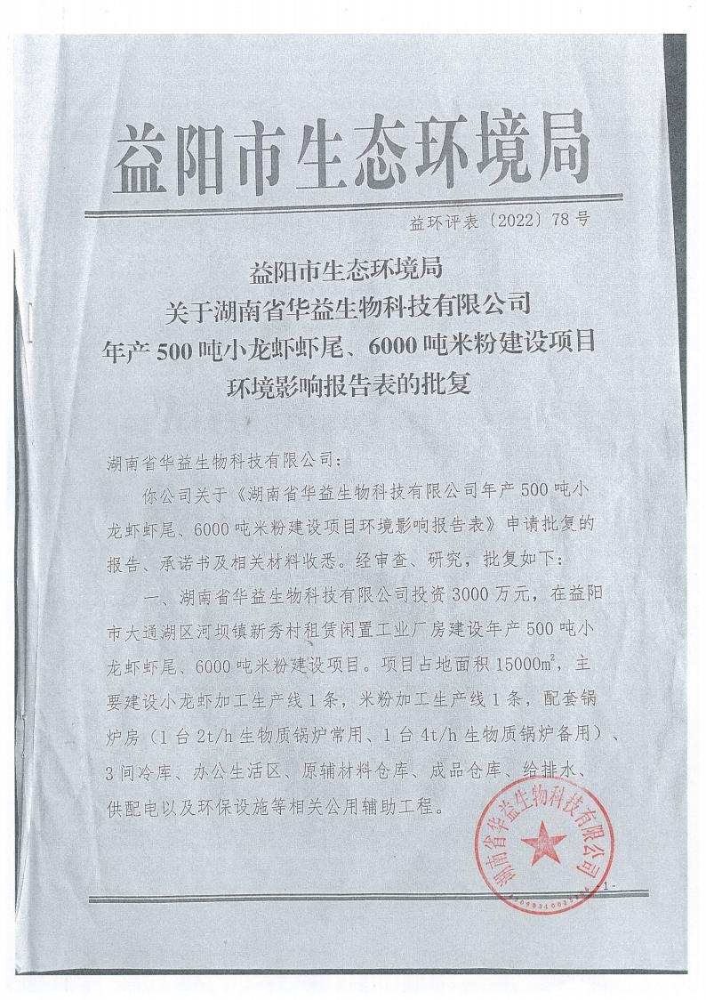 益阳市生态环境局
益环评表〔2022〕78号
益阳市生态环境局
关于湖南省华益生物科技有限公司
年产500吨小龙虾虾尾、6000吨米粉建设项目
环境影响报告表的批复
湖南省华益生物科技有限公司:
你公司关于《湖南省华益生物科技有限公司年产500吨小
龙虾虾尾、6000吨米粉建设项目环境影响报告表》申请批复的
报告、承诺书及相关材料收悉。经审查、研究，批复如下:
一、湖南省华益生物科技有限公司投资3000万元，在益阳
市大通湖区河坝镇新秀村租赁闲置工业厂房建设年产500吨小
龙虾虾尾、6000吨米粉建设项目。项目占地面积15000㎡，主
要建设小龙虾加工生产线1条，米粉加工生产线1条，配套锅
炉房（1台2t/h生物质锅炉常用、1台4t/h生物质锅炉备用）、
3间冷库、办公生活区、原辅材料仓库、成品仓库、给排水、
供配电以及环保设施等相关公用辅助工程。
湖南省华益生物科技有限公司
-1-